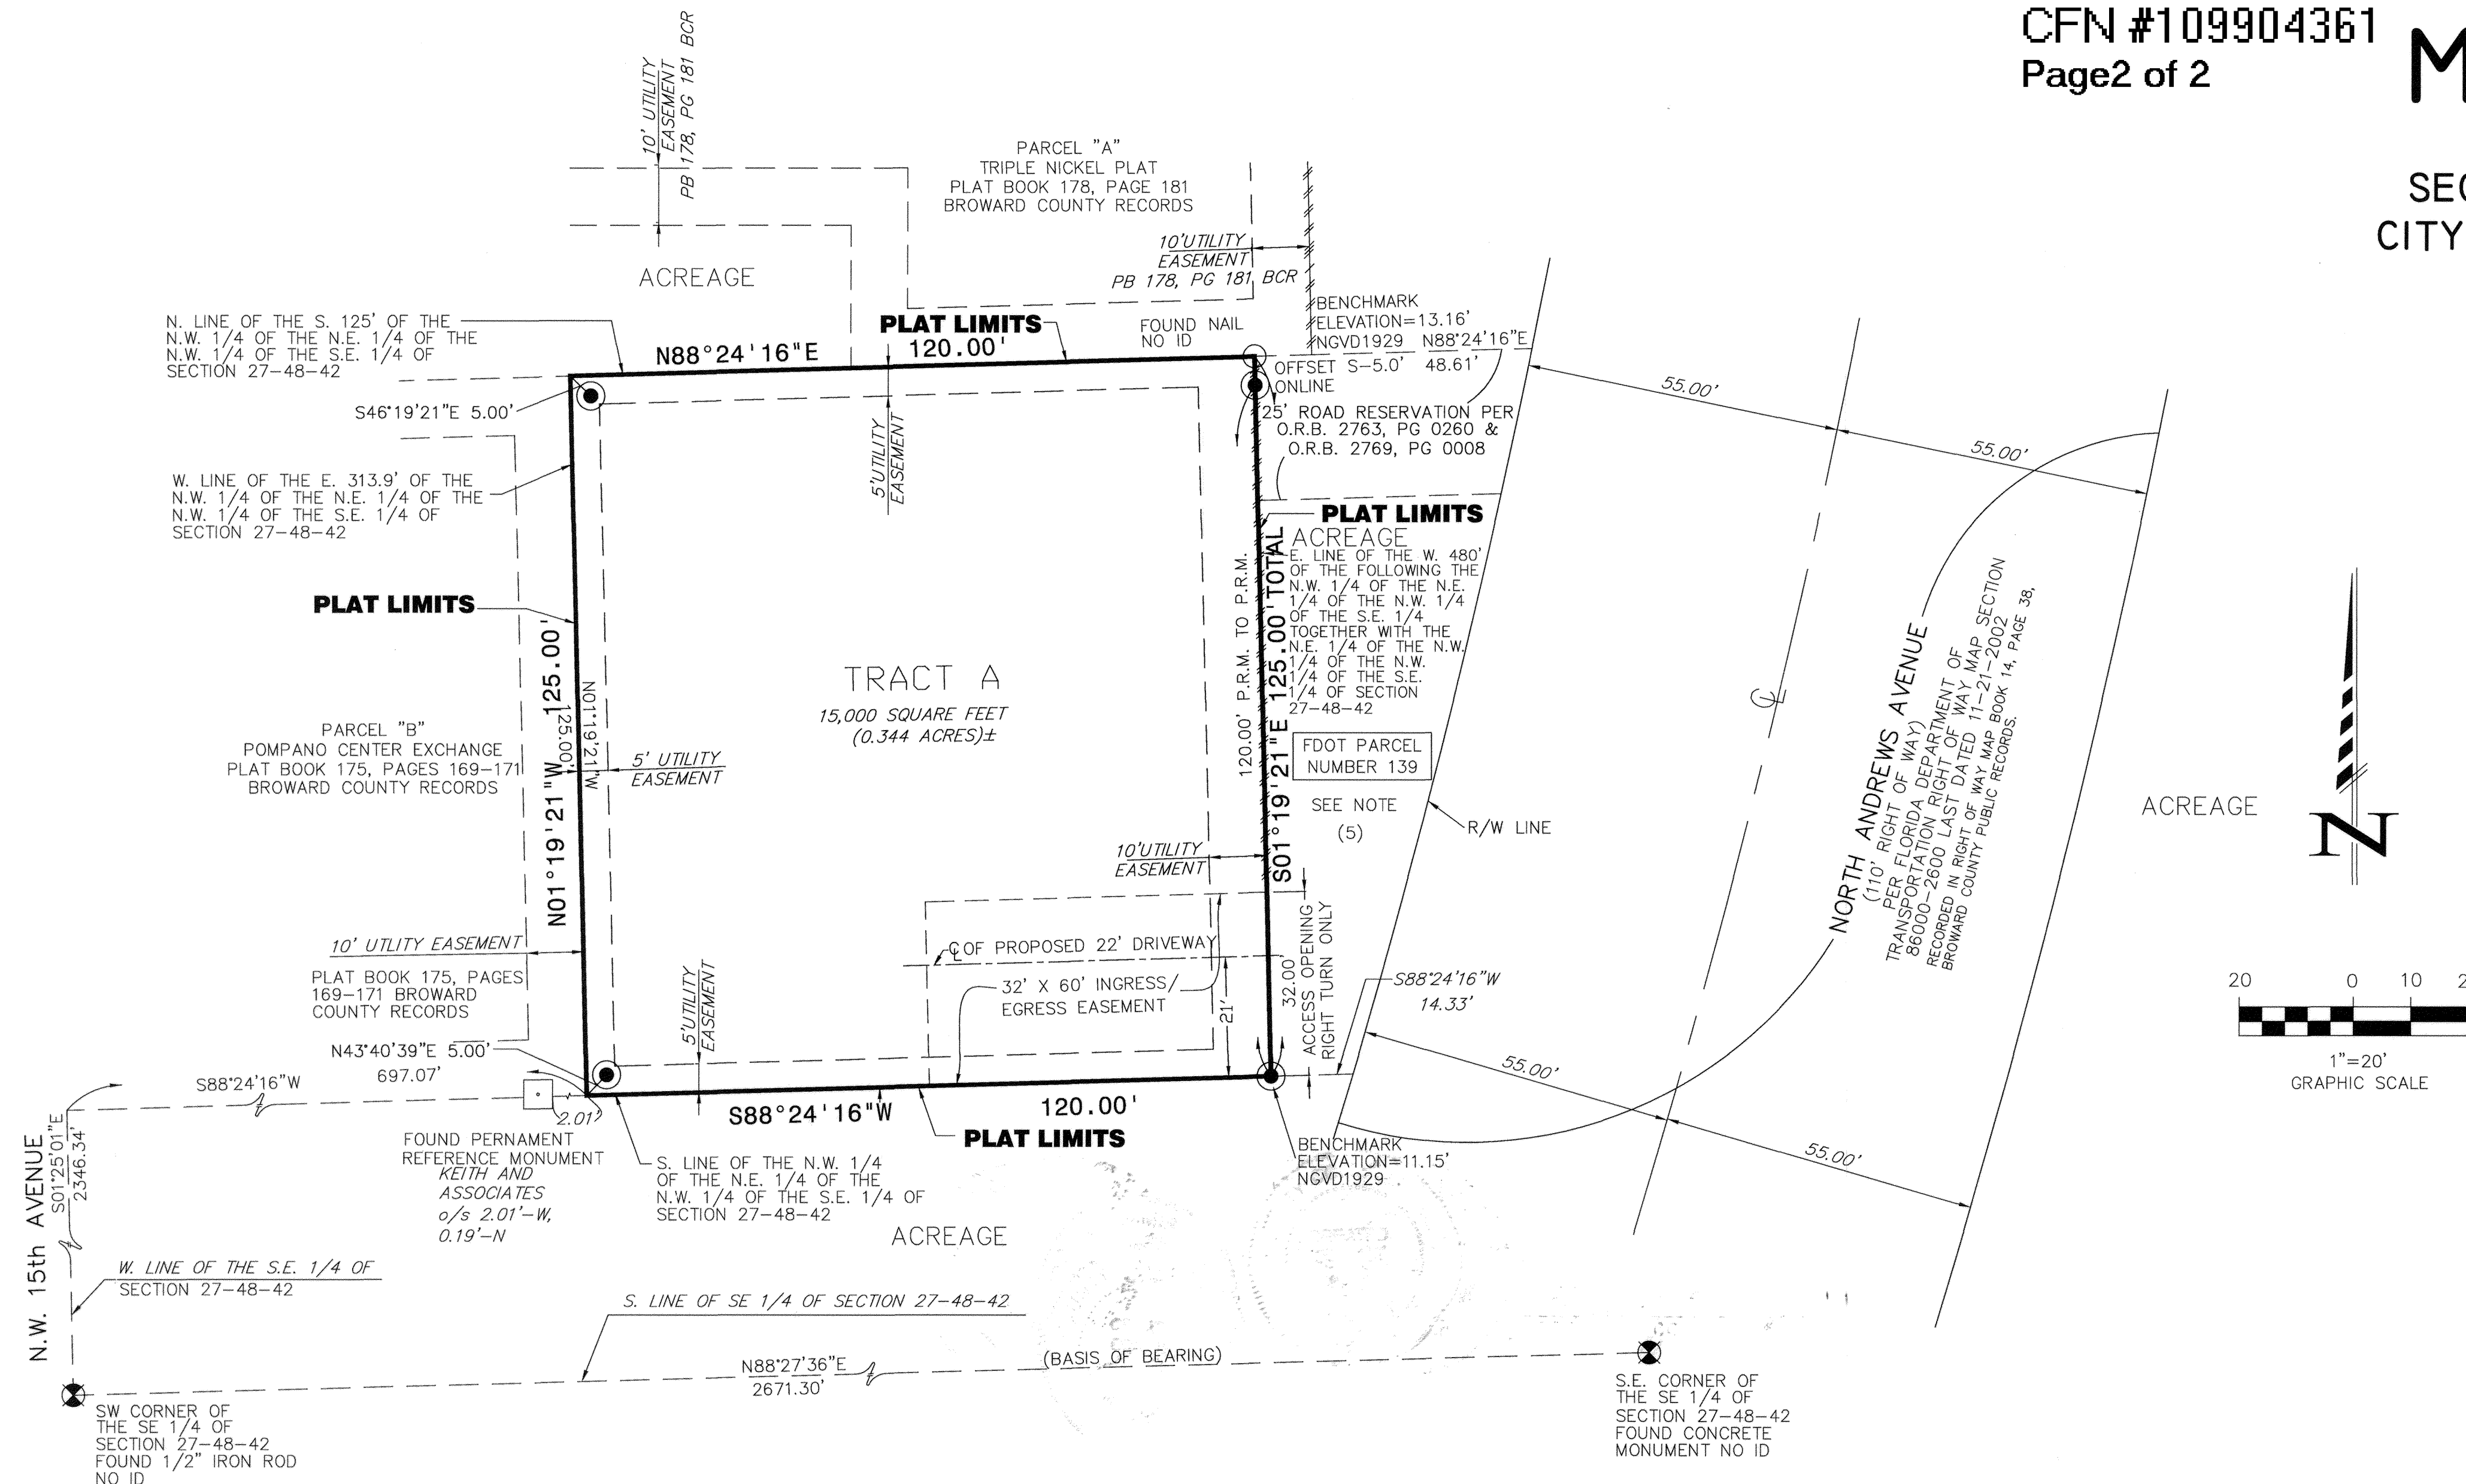 CFN #109904361
Page2 of 2
M
SEC
CITY
10' UTILITY
EASEMENT
PB 178, PG 181 BCR
PARCEL "A"
TRIPLE NICKEL PLAT
PLAT BOOK 178, PAGE 181
BROWARD COUNTY RECORDS
10'UTILITY
EASEMENT
PB 178, PG 181 BCR
ACREAGE
N. LINE OF THE S. 125' OF THE
N.W. 1/4 OF THE N.E. 1/4 OF THE
N.W. 1/4 OF THE S.E. 1/4 OF
SECTION 27-48-42
PLAT LIMITS
N88°24'16"E
120.00'
FOUND NAIL
NO ID
BENCHMARK
ELEVATION=13.16'
NGVD1929
N88°24'16"E
48.61'
OFFSET S-5.0'
ONLINE
25' ROAD RESERVATION PER
O.R.B. 2763, PG 0260 &
O.R.B. 2769, PG 0008
S46°19'21"E 5.00'
W. LINE OF THE E. 313.9' OF THE
N.W. 1/4 OF THE N.E. 1/4 OF THE
N.W. 1/4 OF THE S.E. 1/4 OF
SECTION 27-48-42
5'UTILITY
EASEMENT
55.00'
55.00'
PLAT LIMITS
PLAT LIMITS
ACREAGE
E. LINE OF THE W. 480'
OF THE FOLLOWING THE
N.W. 1/4 OF THE N.E.
1/4 OF THE N.W. 1/4
OF THE S.E. 1/4
TOGETHER WITH THE
N.E. 1/4 OF THE N.W.
1/4 OF THE N.W.
1/4 OF THE S.E.
1/4 OF SECTION
27-48-42
120.00' P.R.M. TO P.R.M.
S01°19'21"E 125.00'TOTAL
FDOT PARCEL
NUMBER 139
SEE NOTE
(5)
R/W LINE
TRACT A
15,000 SQUARE FEET
(0.344 ACRES)±
N01°19'21"W 125.00'
N01°19'21"W
125.00'
5' UTILITY
EASEMENT
PARCEL "B"
POMPANO CENTER EXCHANGE
PLAT BOOK 175, PAGES 169-171
BROWARD COUNTY RECORDS
NORTH ANDREWS AVENUE
(110' RIGHT OF WAY)
PER FLORIDA DEPARTMENT OF
TRANSPORTATION RIGHT OF WAY MAP SECTION
86000-2600 LAST DATED 11-21-2002
RECORDED IN RIGHT OF WAY MAP BOOK 14, PAGE 38,
BROWARD COUNTY PUBLIC RECORDS.
CL
ACREAGE
N
10'UTILITY
EASEMENT
10' UTLITY EASEMENT
PLAT BOOK 175, PAGES
169-171 BROWARD
COUNTY RECORDS
CL OF PROPOSED 22' DRIVEWAY
32' X 60' INGRESS/
EGRESS EASEMENT
21'
32.00
ACCESS OPENING
RIGHT TURN ONLY
S88°24'16"W
14.33'
5'UTILITY
EASEMENT
20 0 10 2
1"=20'
GRAPHIC SCALE
55.00'
55.00'
N43°40'39"E 5.00'
697.07'
S88°24'16"W
2.01'
S88°24'16"W
120.00'
PLAT LIMITS
FOUND PERNAMENT
REFERENCE MONUMENT
KEITH AND
ASSOCIATES
o/s 2.01'-W,
0.19'-N
S. LINE OF THE N.W. 1/4
OF THE N.E. 1/4 OF THE
N.W. 1/4 OF THE S.E. 1/4 OF
SECTION 27-48-42
BENCHMARK
ELEVATION=11.15'
NGVD1929
ACREAGE
N.W. 15th AVENUE
S01°25'01"E
2346.34'
W. LINE OF THE S.E. 1/4 OF
SECTION 27-48-42
S. LINE OF SE 1/4 OF SECTION 27-48-42
N88°27'36"E
2671.30'
(BASIS OF BEARING)
SW CORNER OF
THE SE 1/4 OF
SECTION 27-48-42
FOUND 1/2" IRON ROD
NO ID
S.E. CORNER OF
THE SE 1/4 OF
SECTION 27-48-42
FOUND CONCRETE
MONUMENT NO ID